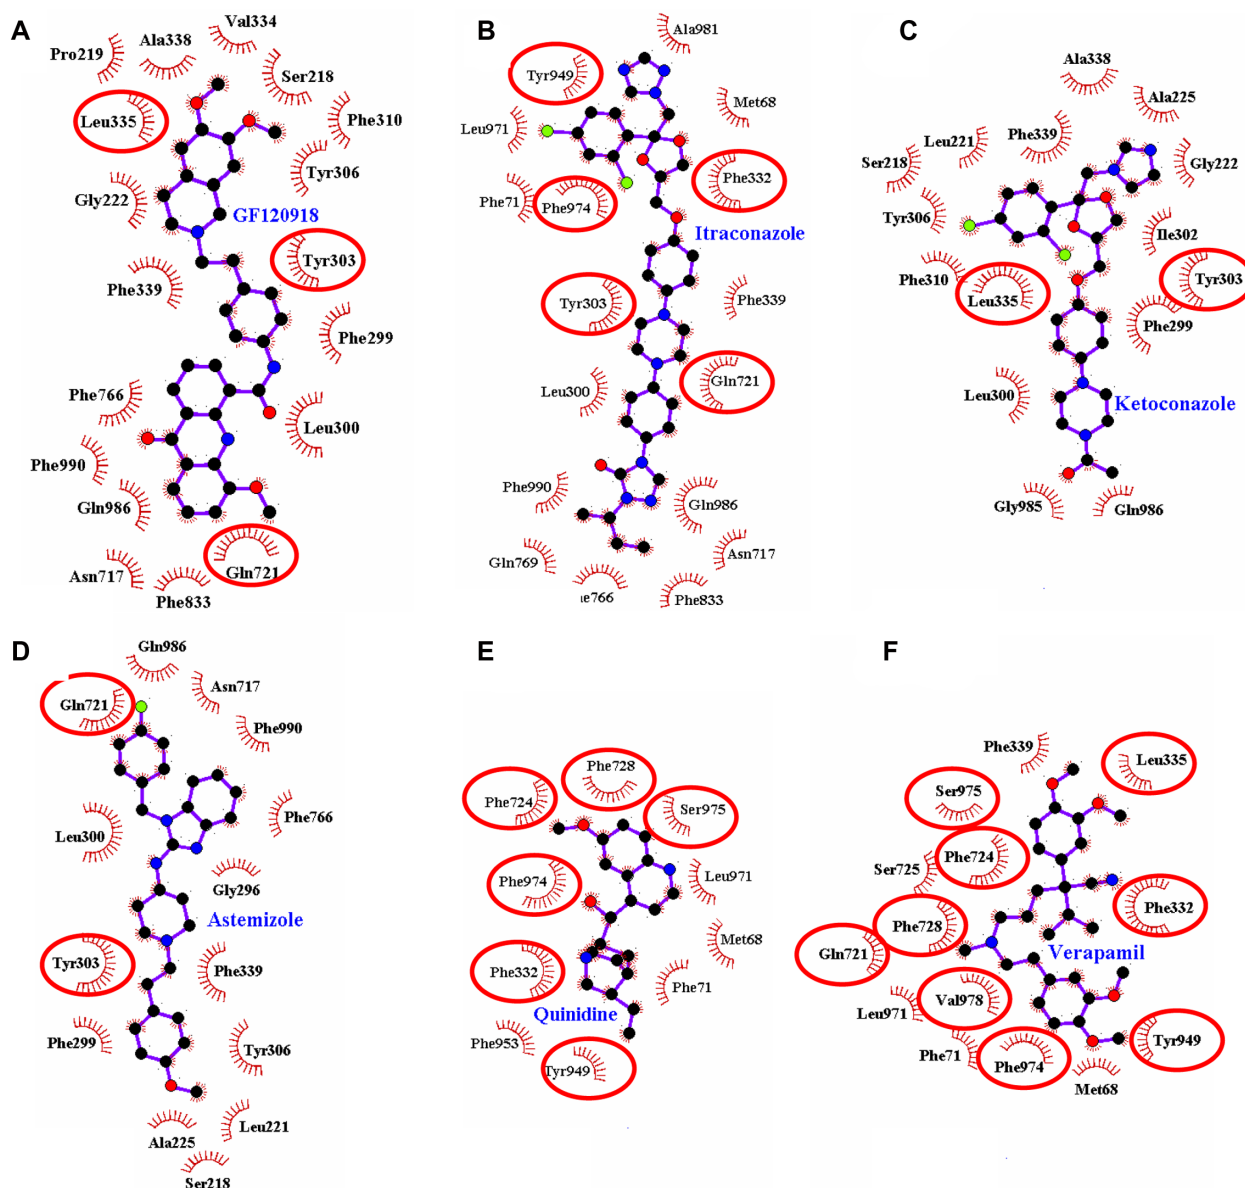 A
Val334
Pro219
Ala338
Ser218
Leu335
Phe310
Tyr306
Gly222
GF120918
Tyr303
Phe339
Phe299
Phe766
Leu300
Phe990
Gln986
Asn717
Gln721
Phe833
B
Ala981
Tyr949
Met68
Leu971
Phe332
Phe71
Phe974
Itraconazole
Tyr303
Phe339
Gln721
Leu300
Phe990
Gln986
Gln769
Asn717
e766
Phe833
C
Ala338
Ala225
Phe339
Leu221
Ser218
Gly222
Tyr306
Ile302
Phe310
Tyr303
Leu335
Phe299
Leu300
Ketoconazole
Gly985
Gln986
D
Gln986
Gln721
Asn717
Phe990
Leu300
Phe766
Gly296
Astemizole
Tyr303
Phe339
Phe299
Tyr306
Leu221
Ala225
Ser218
E
Phe728
Phe724
Ser975
Phe974
Leu971
Met68
Phe332
Phe71
Quinidine
Phe953
Tyr949
F
Phe339
Leu335
Ser975
Phe724
Ser725
Phe332
Phe728
Gln721
Verapamil
Val978
Leu971
Phe71
Phe974
Tyr949
Met68